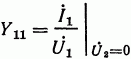 Y₁₁ = İ₁ / U̇₁ | U̇₂=0